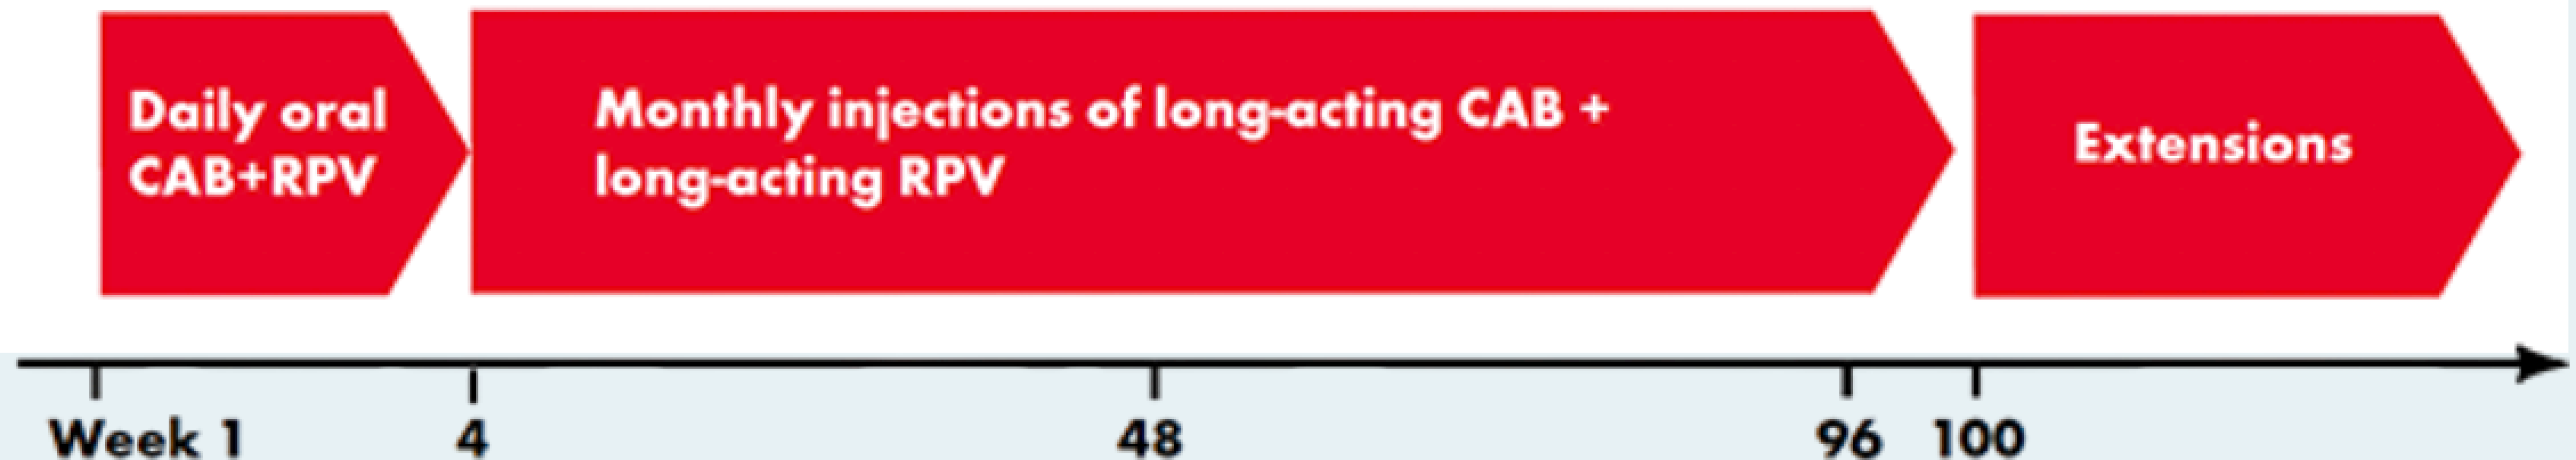 Daily oral
CAB+RPV
Monthly injections of long-acting CAB +
long-acting RPV
Extensions
Week 1
4
48
96
100